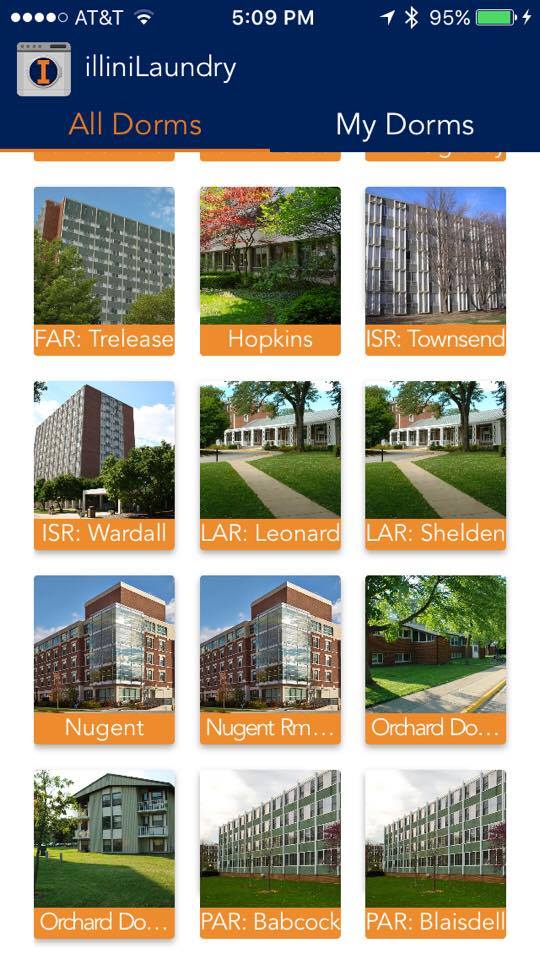 AT&T 5:09 PM 95%
I illiniLaundry
All Dorms My Dorms
FAR: Trelease Hopkins ISR: Townsend
ISR: Wardall LAR: Leonard LAR: Shelden
Nugent Nugent Rm... Orchard Do...
Orchard Do... PAR: Babcock PAR: Blaisdell